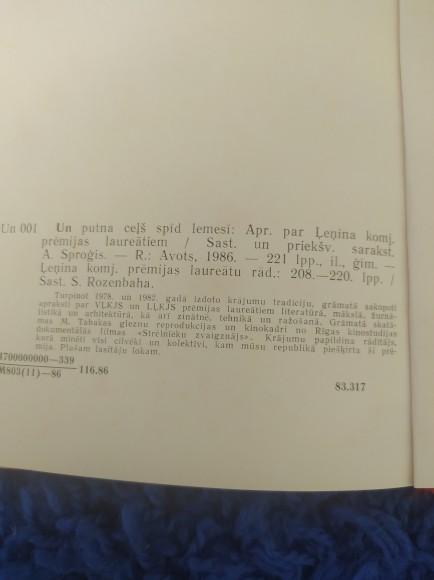 Un 001 Un putna ceļš spīd lemesī: Apr. par Ļeņina komj.
prēmijas laureātiem / Sast. un priekšv. sarakst.
A. Sproģis. — R.: Avots, 1986. — 221 lpp., il., ģīm. —
Ļeņina komj. prēmijas laureātu rād.: 208.—220. lpp. /
Sast. S. Rozenbaha.
Turpinot 1978. un 1982. gadā izdoto krājumu tradīciju, grāmatā sakopoti
apraksti par VĻKJS un LĻKJS prēmijas laureātiem literatūrā, mākslā, žurnā-
listikā un arhitektūrā, kā arī zinātnē, tehnikā un ražošanā. Grāmatā skatā-
mas M. Tabakas gleznu reprodukcijas un kinokadri no Rīgas kinostudijas
dokumentālās filmas «Strēlnieku zvaigznājs». Krājumu papildina rādītājs,
kurā minēti visi cilvēki un kolektīvi, kam mūsu republikā piešķirta šī prē-
mija. Plašam lasītāju lokam.
4700000000—339
M803(11)—86 116.86
83.317